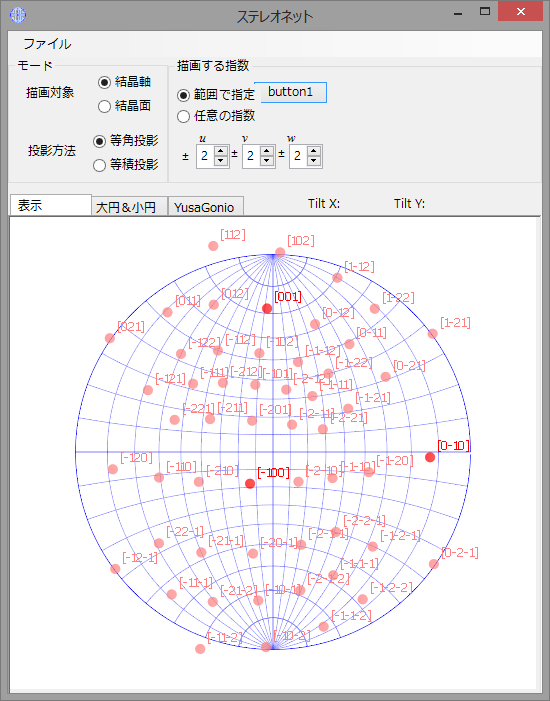 ステレオネット
ファイル
モード
描画対象
結晶軸
結晶面
投影方法
等角投影
等積投影
描画する指数
範囲で指定
button1
任意の指数
u v w
± 2 ± 2 ± 2
表示
大円＆小円
YusaGonio
Tilt X:
Tilt Y:
[112]
[102]
[1-12]
[001]
[012]
[011]
[1-22]
[0-12]
[021]
[1-21]
[0-11]
[-122]
[-112]
[-102]
[-1-12]
[-1-22]
[0-21]
[-121]
[-111]
[-212]
[-101]
[-2-12]
[-1-11]
[-1-21]
[-221]
[-211]
[-201]
[-2-11]
[-2-21]
[0-10]
[-120]
[-110]
[-210]
[-100]
[-2-10]
[-1-10]
[-1-20]
[-22-1]
[-21-1]
[-20-1]
[-2-1-1]
[-2-2-1]
[-1-2-1]
[0-2-1]
[-12-1]
[-11-1]
[-21-2]
[-10-1]
[-2-1-2]
[-1-1-1]
[-1-2-2]
[-1-1-2]
[-11-2]
[-10-2]